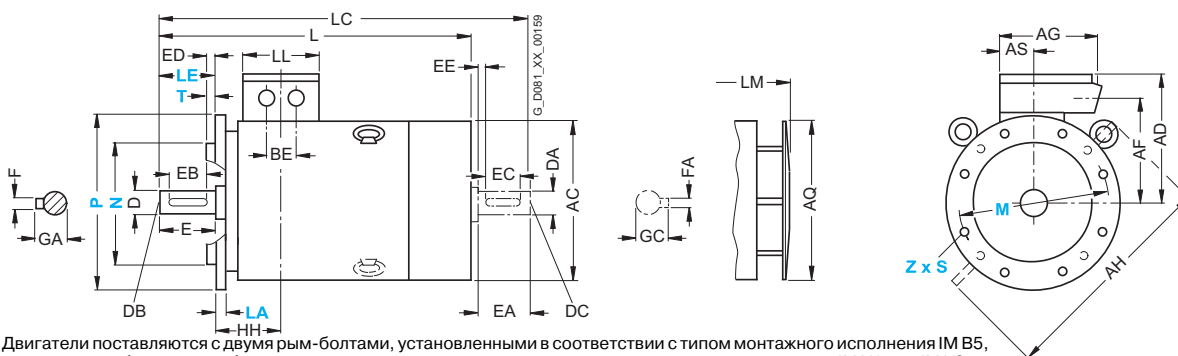 LC
L
ED
LL
EE
LE
T
G_D081_XX_00159
LM
AG
AS
F
P
N
D
EB
E
BE
EC
DA
AC
FA
AQ
GA
GC
M
AF
AD
Z x S
AH
DB
LA
HH
EA
DC
Двигатели поставляются с двумя рым-болтами, установленными в соответствии с типом монтажного исполнения IM B5,